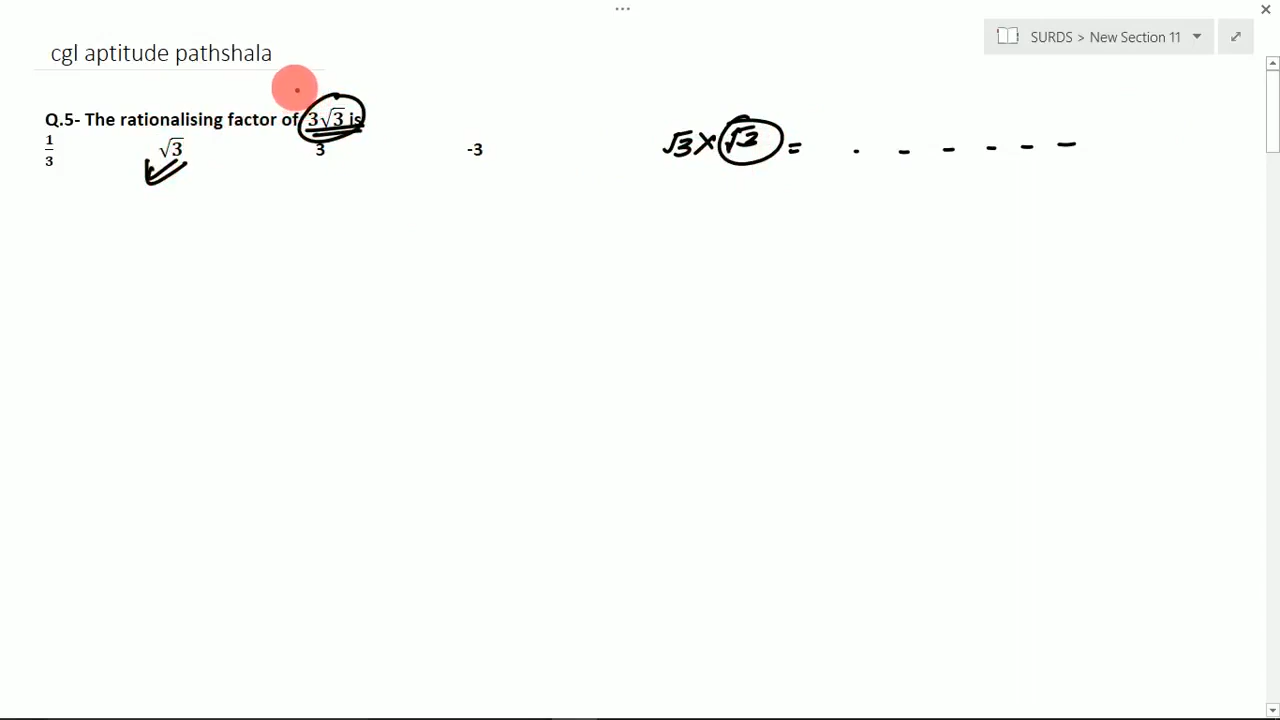 SURDS > New Section 11
cgl aptitude pathshala
Q.5- The rationalising factor of 3√3 is
1/3 √3 3 -3
√3 × √3 = . - - - - -